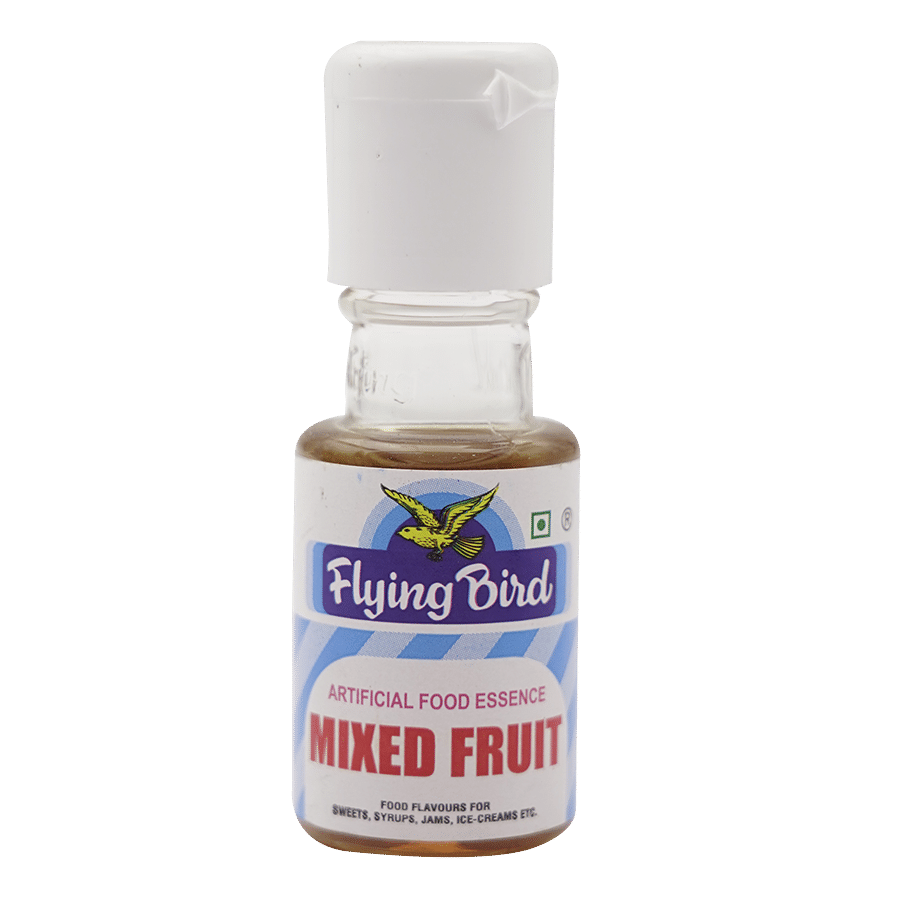 ®
Flying Bird
ARTIFICIAL FOOD ESSENCE
MIXED FRUIT
FOOD FLAVOURS FOR
SWEETS, SYRUPS, JAMS, ICE-CREAMS ETC.